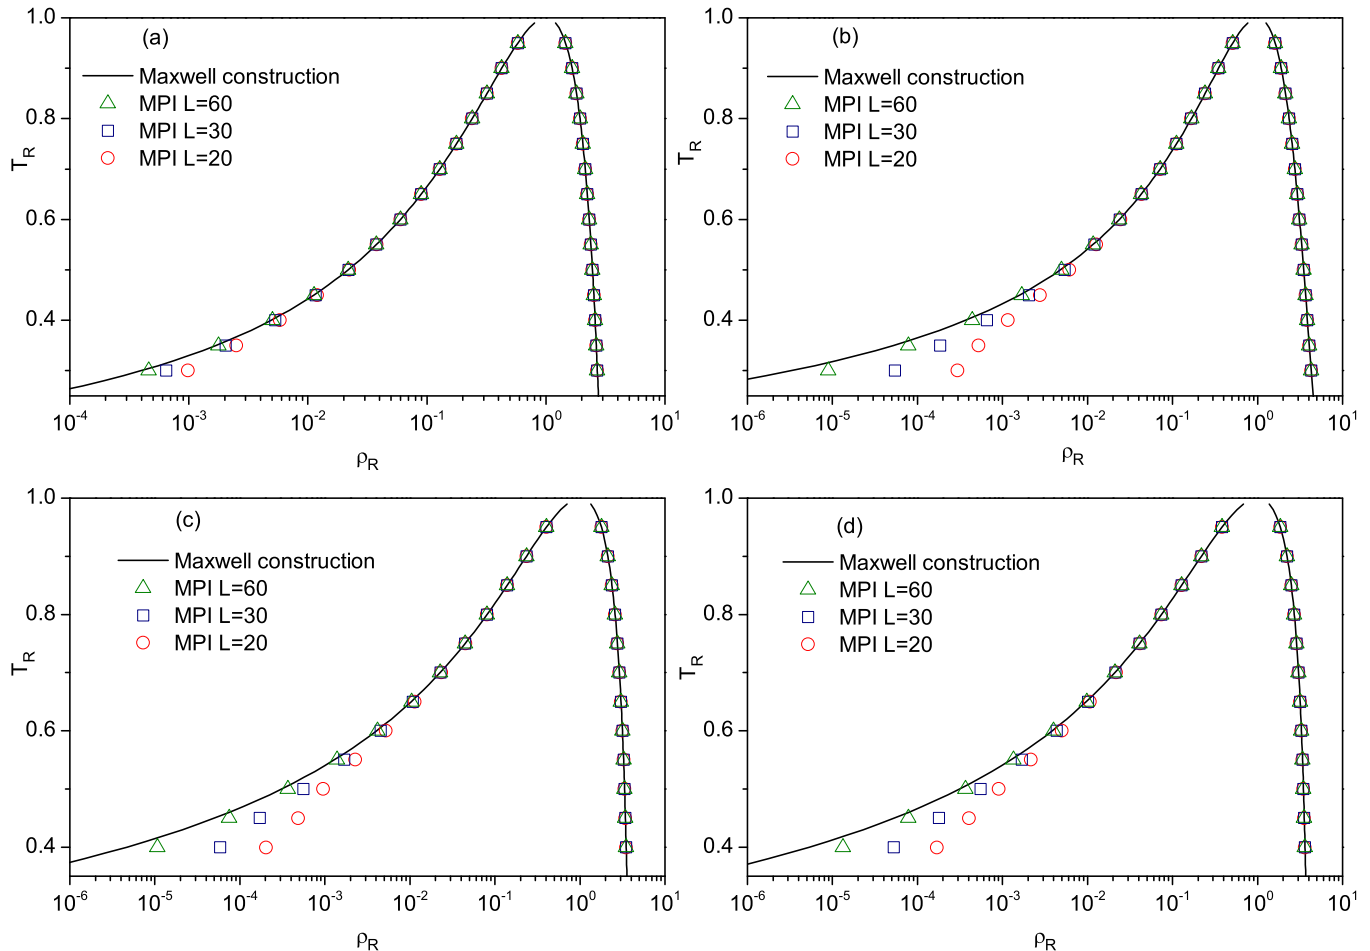 (a)
Maxwell construction
MPI L=60
MPI L=30
MPI L=20
1.0
0.8
0.6
0.4
T_R
10^-4
10^-3
10^-2
10^-1
10^0
10^1
ρ_R
(b)
Maxwell construction
MPI L=60
MPI L=30
MPI L=20
1.0
0.8
0.6
0.4
T_R
10^-6
10^-5
10^-4
10^-3
10^-2
10^-1
10^0
10^1
ρ_R
(c)
Maxwell construction
MPI L=60
MPI L=30
MPI L=20
1.0
0.8
0.6
0.4
T_R
10^-6
10^-5
10^-4
10^-3
10^-2
10^-1
10^0
10^1
ρ_R
(d)
Maxwell construction
MPI L=60
MPI L=30
MPI L=20
1.0
0.8
0.6
0.4
T_R
10^-6
10^-5
10^-4
10^-3
10^-2
10^-1
10^0
10^1
ρ_R